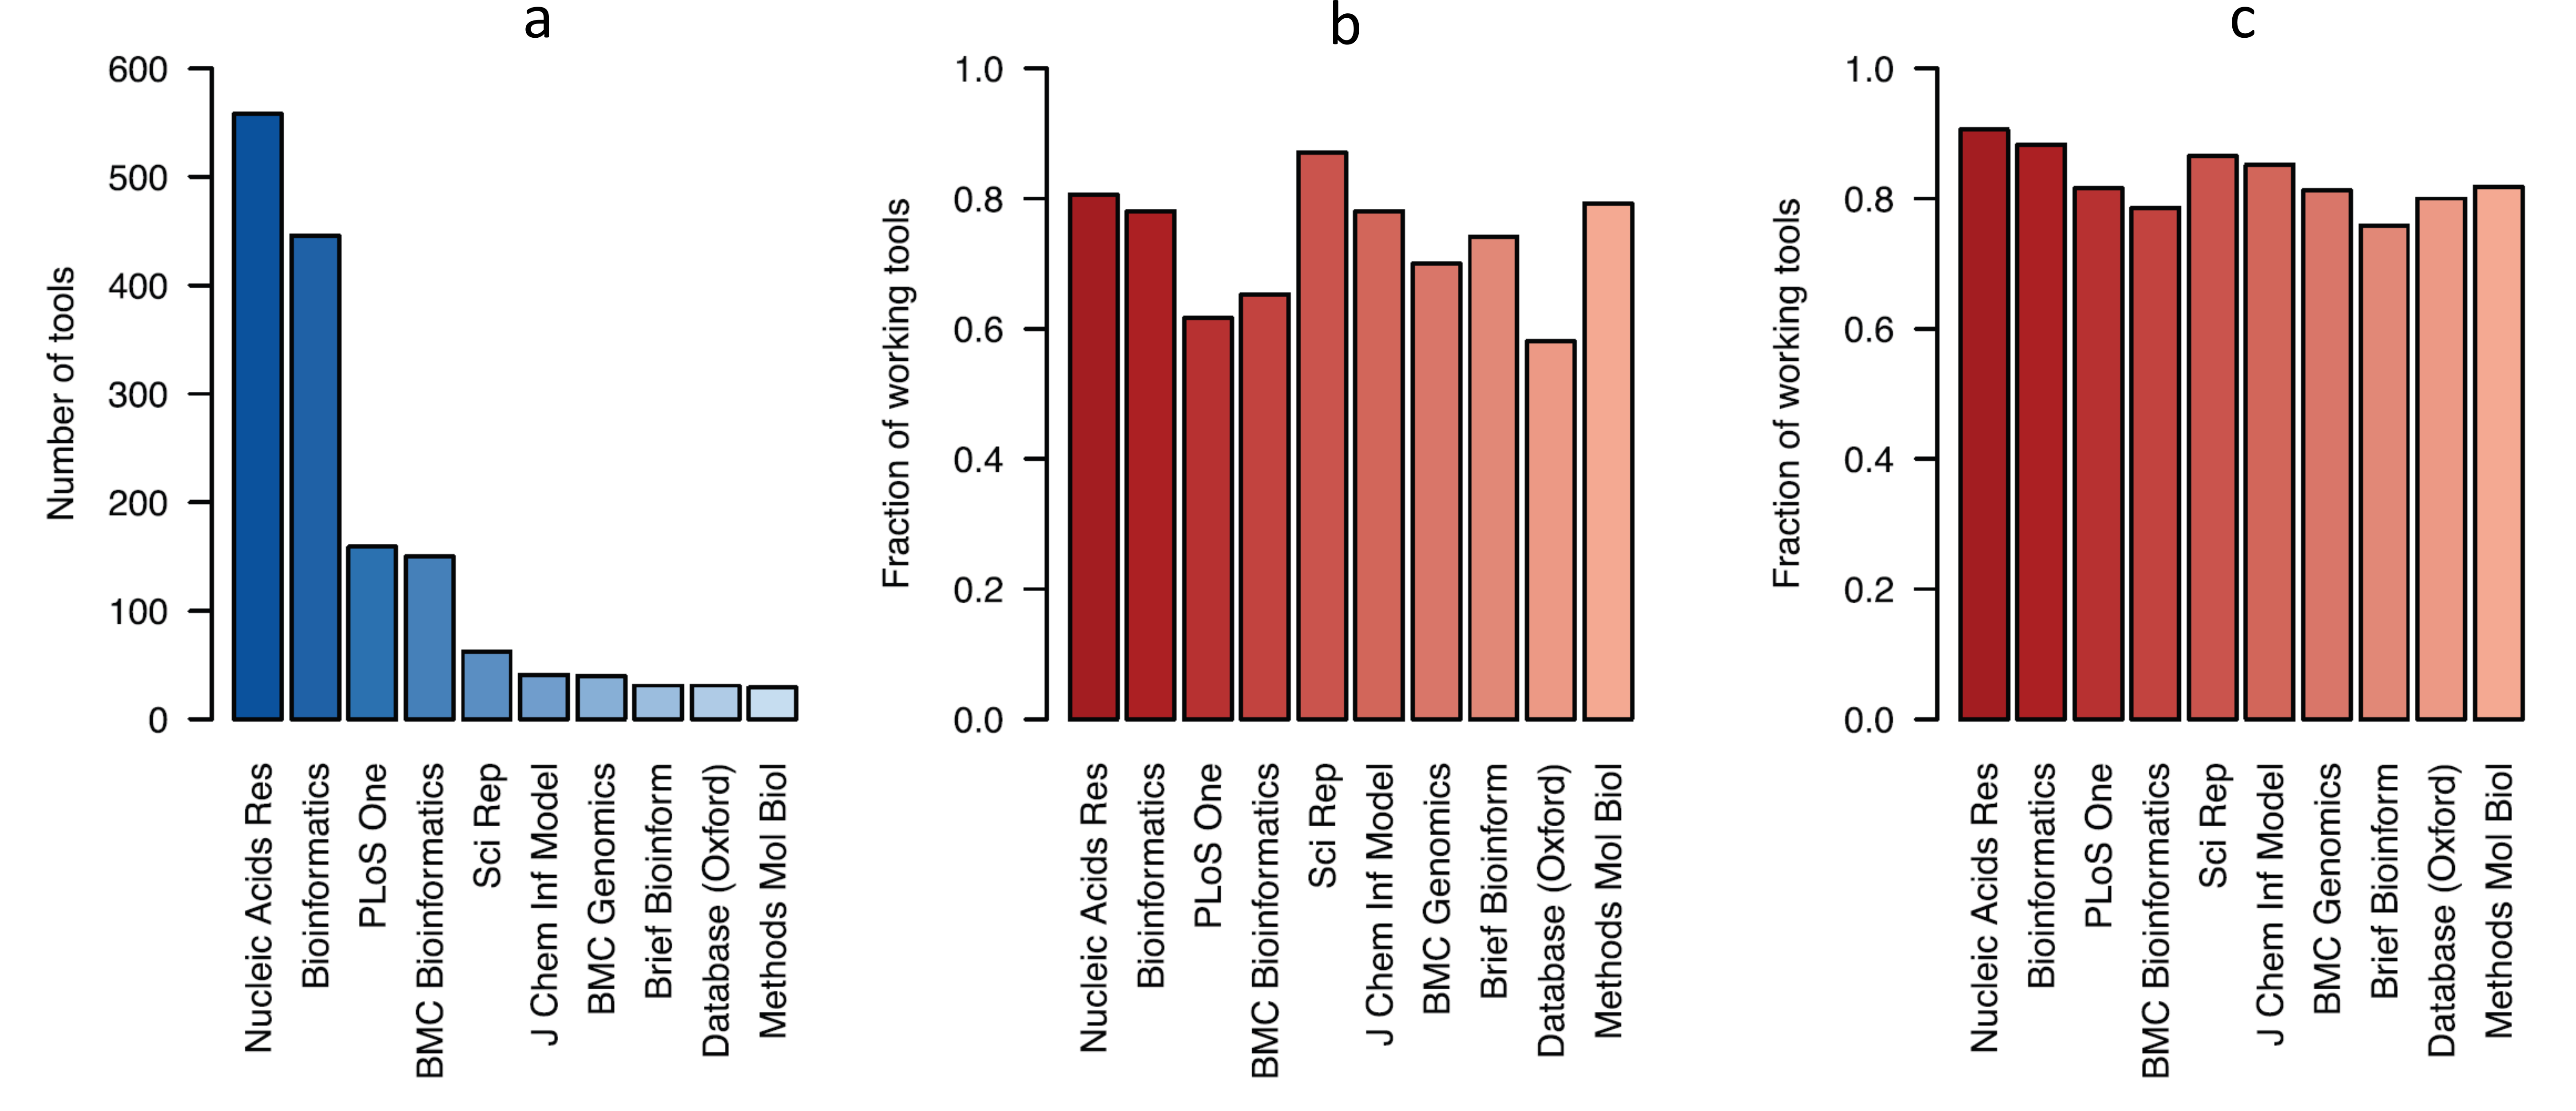 a
600
500
400
300
200
100
0
Number of tools
Nucleic Acids Res
Bioinformatics
PLoS One
BMC Bioinformatics
Sci Rep
J Chem Inf Model
BMC Genomics
Brief Bioinform
Database (Oxford)
Methods Mol Biol
b
1.0
0.8
0.6
0.4
0.2
0.0
Fraction of working tools
Nucleic Acids Res
Bioinformatics
PLoS One
BMC Bioinformatics
Sci Rep
J Chem Inf Model
BMC Genomics
Brief Bioinform
Database (Oxford)
Methods Mol Biol
c
1.0
0.8
0.6
0.4
0.2
0.0
Fraction of working tools
Nucleic Acids Res
Bioinformatics
PLoS One
BMC Bioinformatics
Sci Rep
J Chem Inf Model
BMC Genomics
Brief Bioinform
Database (Oxford)
Methods Mol Biol